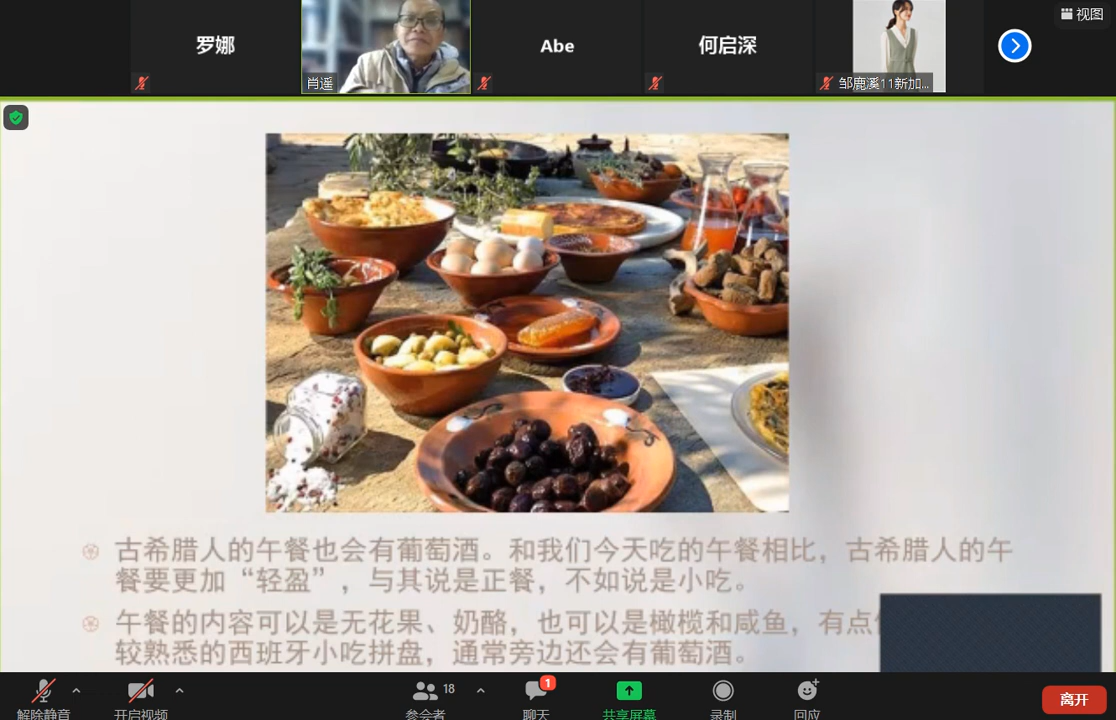 视图
罗娜
肖遥
Abe
何启深
邹鹿溪11新加...
古希腊人的午餐也会有葡萄酒。和我们今天吃的午餐相比，古希腊人的午
餐要更加“轻盈”，与其说是正餐，不如说是小吃。
午餐的内容可以是无花果、奶酪，也可以是橄榄和咸鱼，有点
较熟悉的西班牙小吃拼盘，通常旁边还会有葡萄酒。
解除静音
开启视频
参会者
18
聊天
1
共享屏幕
录制
回应
离开